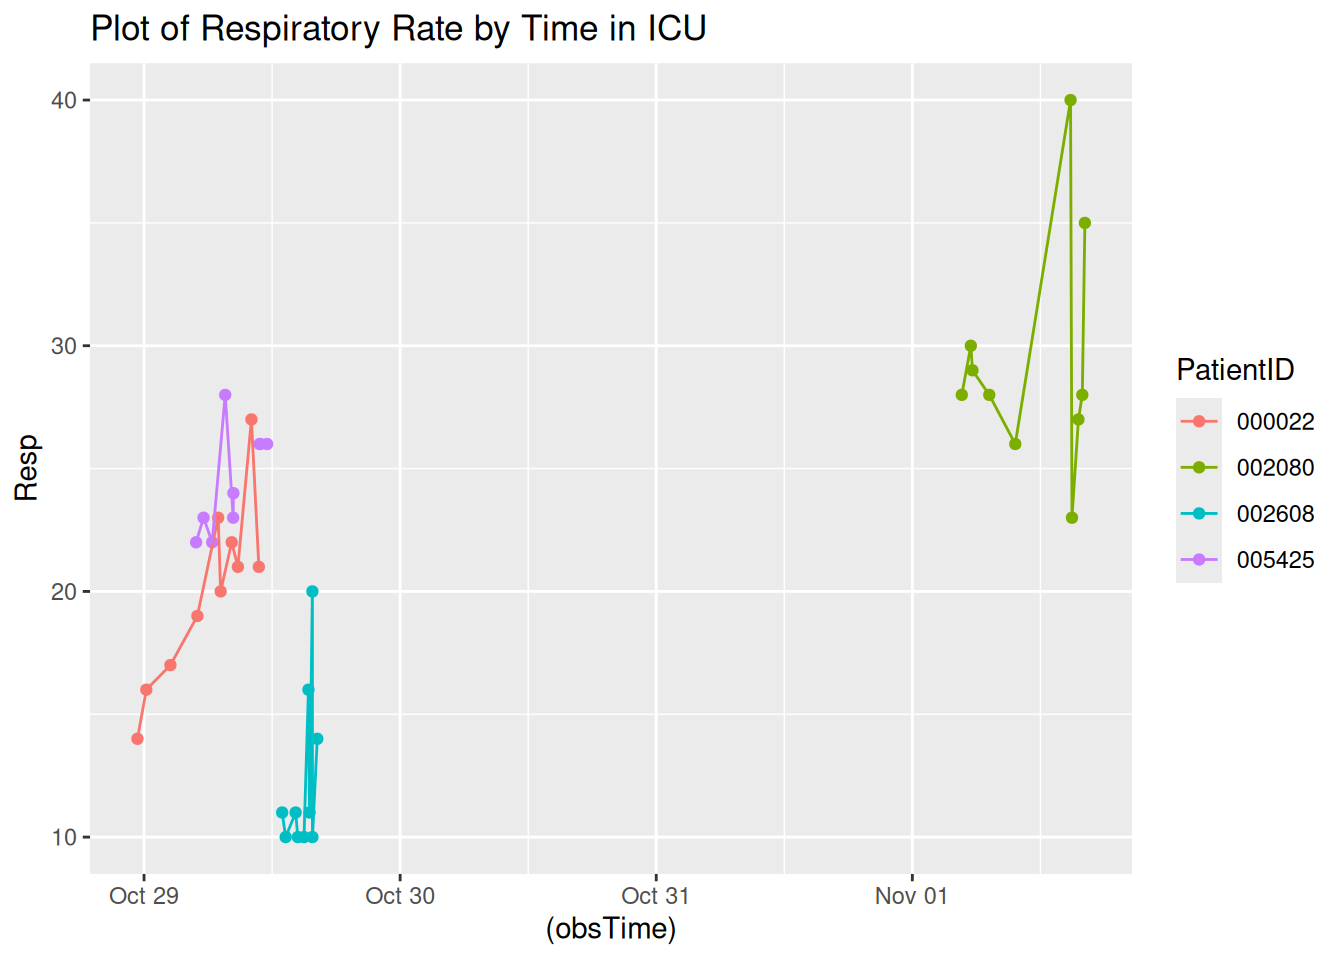 Plot of Respiratory Rate by Time in ICU
40
30
20
10
Resp
Oct 29
Oct 30
Oct 31
Nov 01
(obsTime)
PatientID
000022
002080
002608
005425